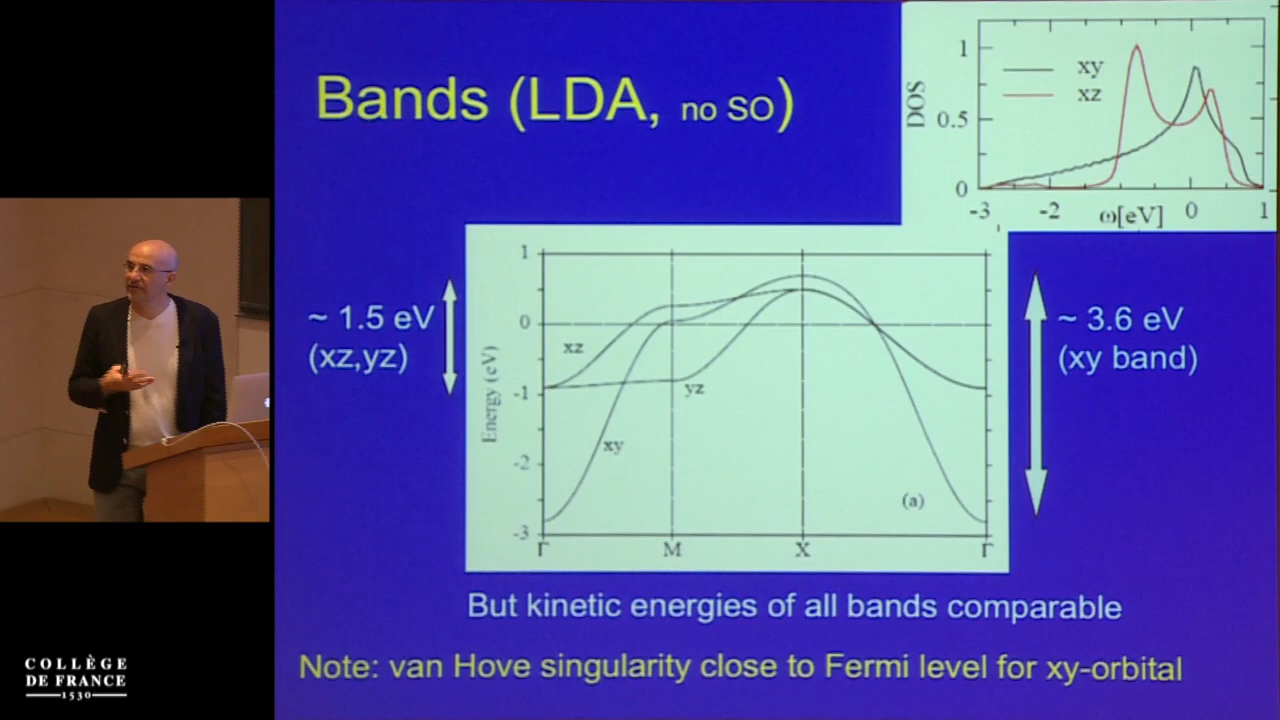 Bands (LDA, no SO)
1
0.5
0
DOS
xy
xz
-3
-2
ω[eV]
0
1
~ 1.5 eV
(xz,yz)
1
0
-1
-2
-3
Energy (eV)
xz
yz
xy
(a)
Γ
M
X
Γ
~ 3.6 eV
(xy band)
But kinetic energies of all bands comparable
Note: van Hove singularity close to Fermi level for xy-orbital
COLLÈGE
DE FRANCE
1530